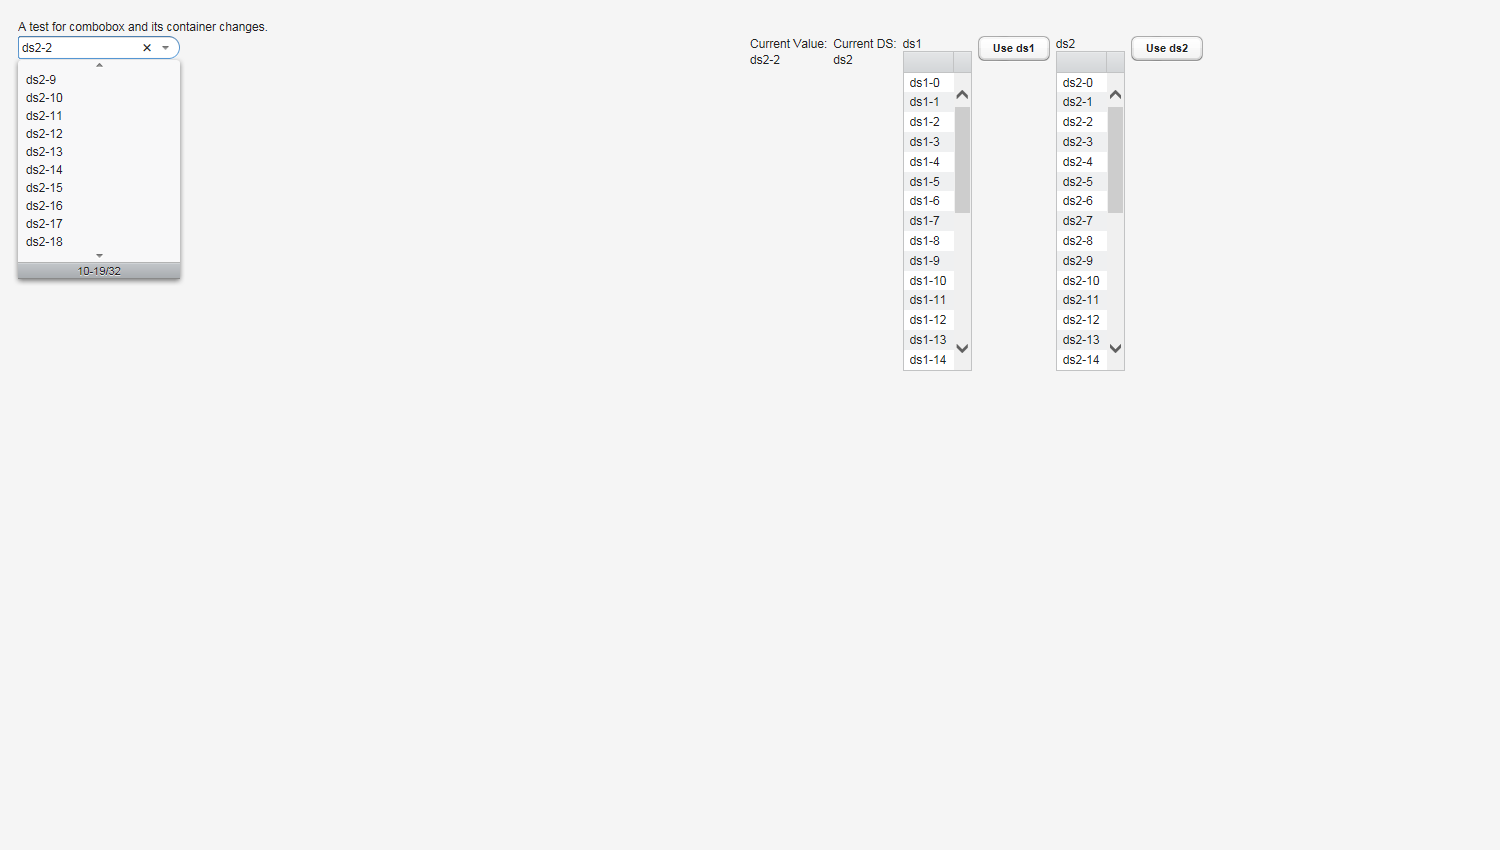 A test for combobox and its container changes.
ds2-2
ds2-9
ds2-10
ds2-11
ds2-12
ds2-13
ds2-14
ds2-15
ds2-16
ds2-17
ds2-18
10-19/32
Current Value:
ds2-2
Current DS:
ds2
ds1
ds1-0
ds1-1
ds1-2
ds1-3
ds1-4
ds1-5
ds1-6
ds1-7
ds1-8
ds1-9
ds1-10
ds1-11
ds1-12
ds1-13
ds1-14
Use ds1
ds2
ds2-0
ds2-1
ds2-2
ds2-3
ds2-4
ds2-5
ds2-6
ds2-7
ds2-8
ds2-9
ds2-10
ds2-11
ds2-12
ds2-13
ds2-14
Use ds2